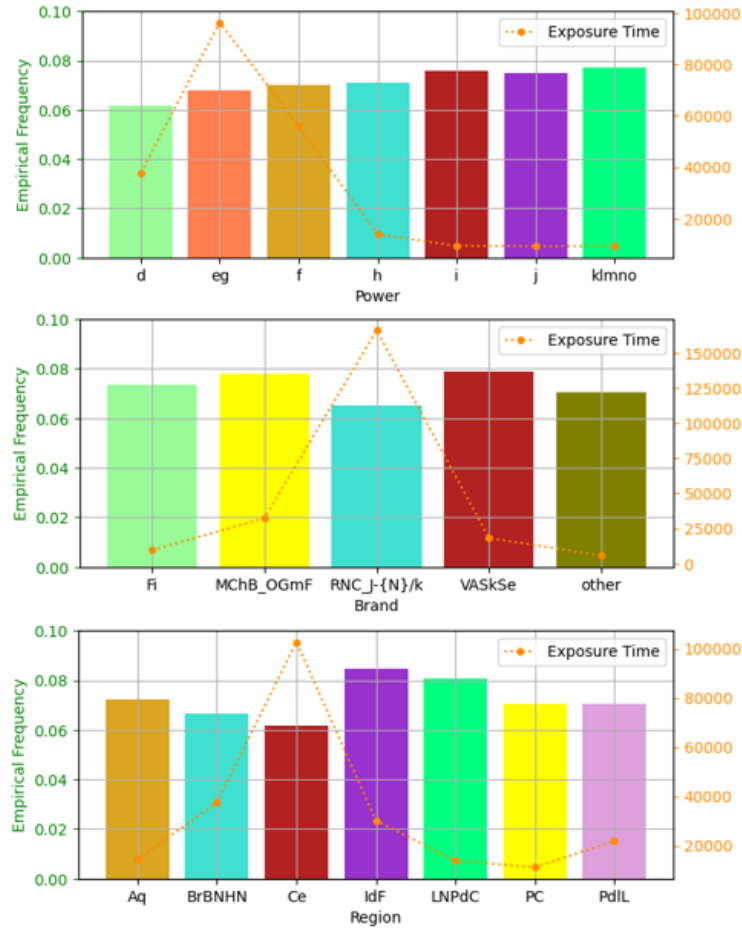 0.10
0.08
0.06
0.04
0.02
0.00
Empirical Frequency
Exposure Time
100000
80000
60000
40000
20000
d eg f h i j klmno
Power
0.10
0.08
0.06
0.04
0.02
0.00
Empirical Frequency
Exposure Time
150000
125000
100000
75000
50000
25000
0
Fi MChB_OGmF RNC_J-{N}/k VASkSe other
Brand
0.10
0.08
0.06
0.04
0.02
0.00
Empirical Frequency
Exposure Time
100000
80000
60000
40000
20000
Aq BrBNHN Ce IdF LNPdC PC PdlL
Region